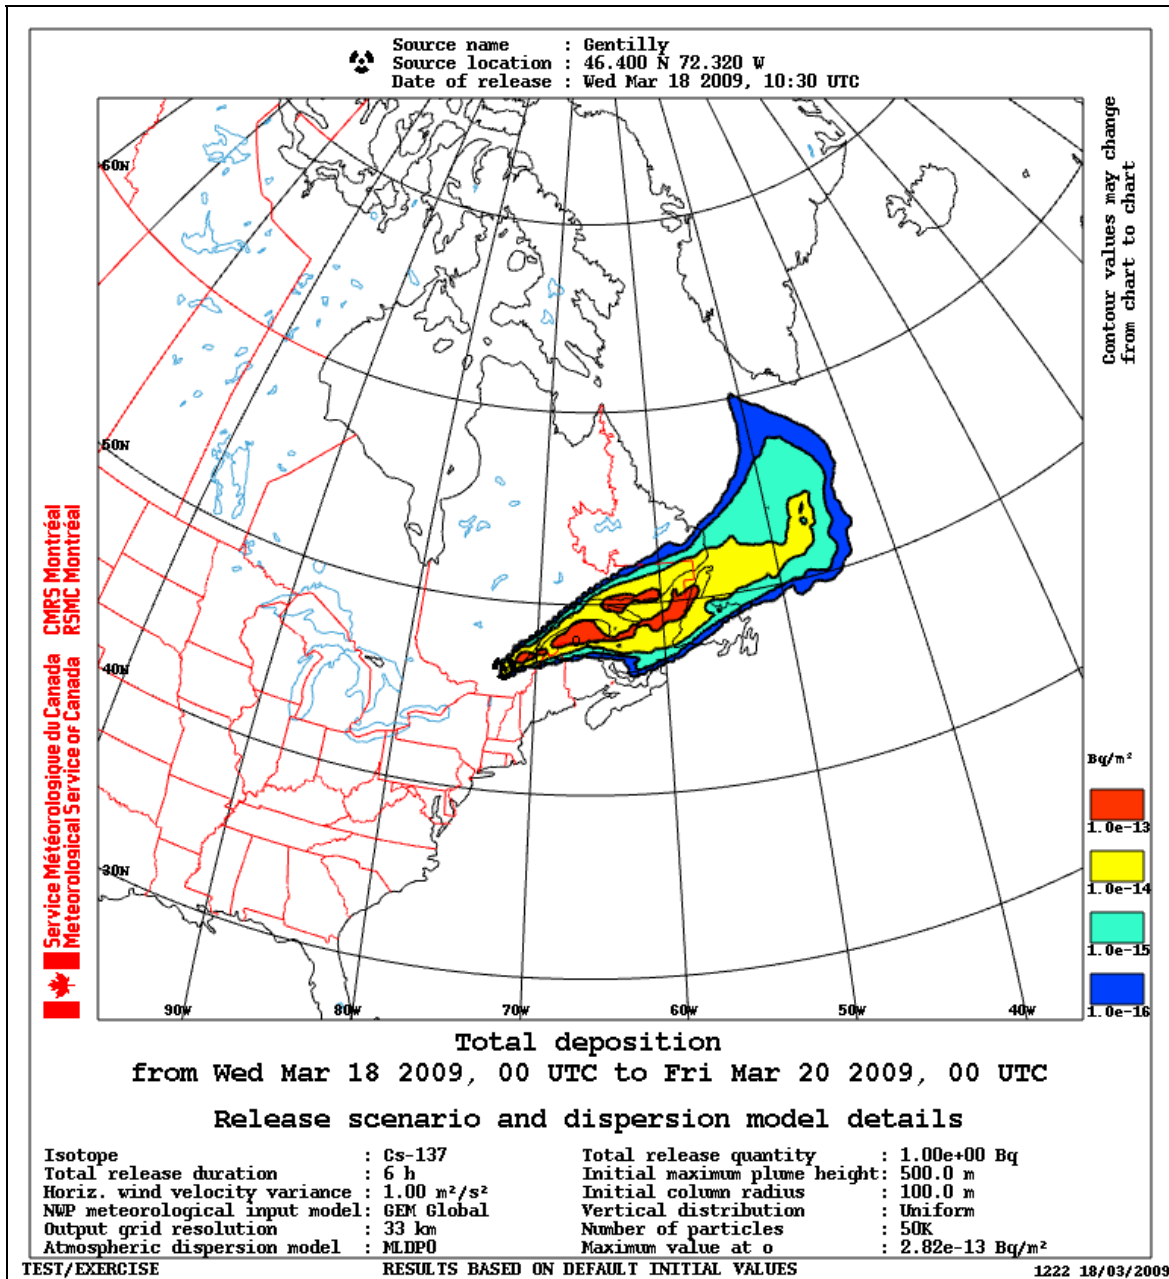 Source name : Gentilly
Source location : 46.400 N 72.320 W
Date of release : Wed Mar 18 2009, 10:30 UTC
Contour values may change
from chart to chart
60N
50N
40N
30N
90W
80W
70W
60W
50W
40W
Service Météorologique du Canada CMRS Montréal
Meteorological Service of Canada RSMC Montréal
Bq/m²
1.0e-13
1.0e-14
1.0e-15
1.0e-16
Total deposition
from Wed Mar 18 2009, 00 UTC to Fri Mar 20 2009, 00 UTC
Release scenario and dispersion model details
Isotope : Cs-137
Total release duration : 6 h
Horiz. wind velocity variance : 1.00 m²/s²
NWP meteorological input model: GEM Global
Output grid resolution : 33 km
Atmospheric dispersion model : MLDP0
Total release quantity : 1.00e+00 Bq
Initial maximum plume height: 500.0 m
Initial column radius : 100.0 m
Vertical distribution : Uniform
Number of particles : 50K
Maximum value at o : 2.82e-13 Bq/m²
TEST/EXERCISE
RESULTS BASED ON DEFAULT INITIAL VALUES
1222 18/03/2009